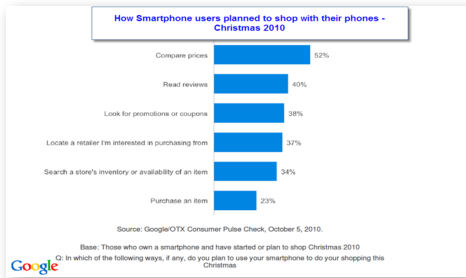 How Smartphone users planned to shop with their phones -
Christmas 2010
Compare prices 52%
Read reviews 40%
Look for promotions or coupons 38%
Locate a retailer I'm interested in purchasing from 37%
Search a store's inventory or availability of an item 34%
Purchase an item 23%
Source: Google/OTX Consumer Pulse Check, October 5, 2010.
Base: Those who own a smartphone and have started or plan to shop Christmas 2010
Google
Q: In which of the following ways, if any, do you plan to use your smartphone to do your shopping this
Christmas